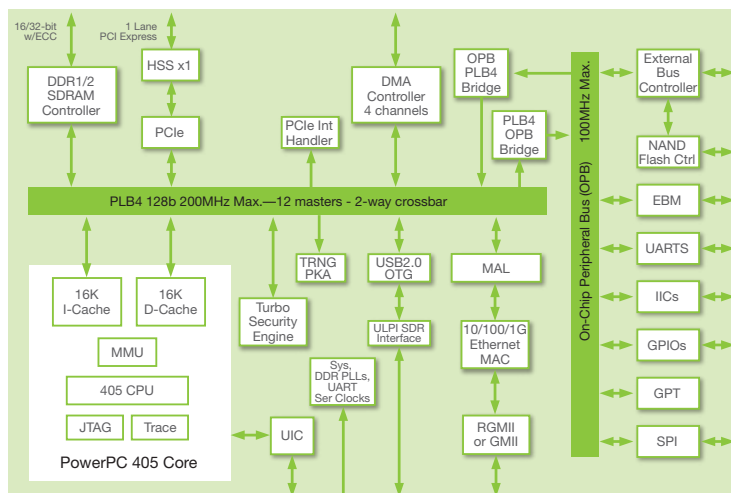 16/32-bit
w/ECC
1 Lane
PCI Express
DDR1/2
SDRAM
Controller
HSS x1
PCIe
PCIe Int
Handler
DMA
Controller
4 channels
OPB
PLB4
Bridge
PLB4
OPB
Bridge
PLB4 128b 200MHz Max.—12 masters - 2-way crossbar
On-Chip Peripheral Bus (OPB) 100MHz Max.
External
Bus
Controller
NAND
Flash Ctrl
EBM
UARTS
IICs
GPIOs
GPT
SPI
16K
I-Cache
16K
D-Cache
MMU
405 CPU
JTAG
Trace
PowerPC 405 Core
Turbo
Security
Engine
TRNG
PKA
USB2.0
OTG
MAL
ULPI SDR
Interface
10/100/1G
Ethernet
MAC
Sys,
DDR PLLs,
UART
Ser Clocks
UIC
RGMII
or GMII